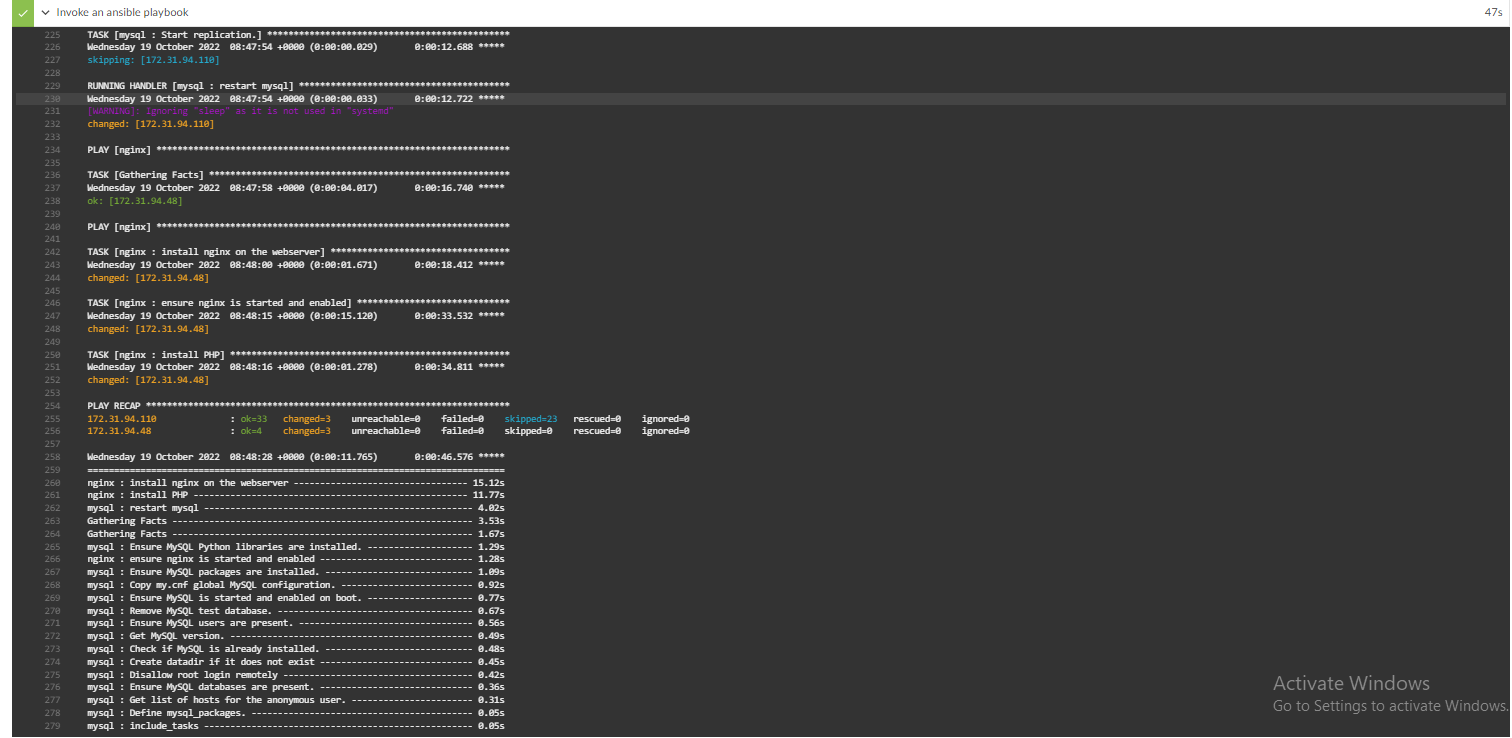 Invoke an ansible playbook 47s
225 TASK [mysql : Start replication.] **********************************************
226 Wednesday 19 October 2022 08:47:54 +0000 (0:00:00.029) 0:00:12.688 *****
227 skipping: [172.31.94.110]
228
229 RUNNING HANDLER [mysql : restart mysql] ****************************************
230 Wednesday 19 October 2022 08:47:54 +0000 (0:00:00.033) 0:00:12.722 *****
231 [WARNING]: Ignoring "sleep" as it is not used in "systemd"
232 changed: [172.31.94.110]
233
234 PLAY [nginx] *******************************************************************
235
236 TASK [Gathering Facts] *********************************************************
237 Wednesday 19 October 2022 08:47:58 +0000 (0:00:04.017) 0:00:16.740 *****
238 ok: [172.31.94.48]
239
240 PLAY [nginx] *******************************************************************
241
242 TASK [nginx : install nginx on the webserver] **********************************
243 Wednesday 19 October 2022 08:48:00 +0000 (0:00:01.671) 0:00:18.412 *****
244 changed: [172.31.94.48]
245
246 TASK [nginx : ensure nginx is started and enabled] *****************************
247 Wednesday 19 October 2022 08:48:15 +0000 (0:00:15.120) 0:00:33.532 *****
248 changed: [172.31.94.48]
249
250 TASK [nginx : install PHP] *****************************************************
251 Wednesday 19 October 2022 08:48:16 +0000 (0:00:01.278) 0:00:34.811 *****
252 changed: [172.31.94.48]
253
254 PLAY RECAP *********************************************************************
255 172.31.94.110 : ok=33 changed=3 unreachable=0 failed=0 skipped=23 rescued=0 ignored=0
256 172.31.94.48 : ok=4 changed=3 unreachable=0 failed=0 skipped=0 rescued=0 ignored=0
257
258 Wednesday 19 October 2022 08:48:28 +0000 (0:00:11.765) 0:00:46.576 *****
259 ===============================================================================
260 nginx : install nginx on the webserver --------------------------------- 15.12s
261 nginx : install PHP ---------------------------------------------------- 11.77s
262 mysql : restart mysql --------------------------------------------------- 4.02s
263 Gathering Facts --------------------------------------------------------- 3.53s
264 Gathering Facts --------------------------------------------------------- 1.67s
265 mysql : Ensure MySQL Python libraries are installed. -------------------- 1.29s
266 nginx : ensure nginx is started and enabled ----------------------------- 1.28s
267 mysql : Ensure MySQL packages are installed. ---------------------------- 1.09s
268 mysql : Copy my.cnf global MySQL configuration. ------------------------- 0.92s
269 mysql : Ensure MySQL is started and enabled on boot. -------------------- 0.77s
270 mysql : Remove MySQL test database. ------------------------------------- 0.67s
271 mysql : Ensure MySQL users are present. --------------------------------- 0.56s
272 mysql : Get MySQL version. ---------------------------------------------- 0.49s
273 mysql : Check if MySQL is already installed. ---------------------------- 0.48s
274 mysql : Create datadir if it does not exist ----------------------------- 0.45s
275 mysql : Disallow root login remotely ------------------------------------ 0.42s
276 mysql : Ensure MySQL databases are present. ----------------------------- 0.36s
277 mysql : Get list of hosts for the anonymous user. ----------------------- 0.31s
278 mysql : Define mysql_packages. ------------------------------------------ 0.05s
279 mysql : include_tasks --------------------------------------------------- 0.05s
Activate Windows
Go to Settings to activate Windows.